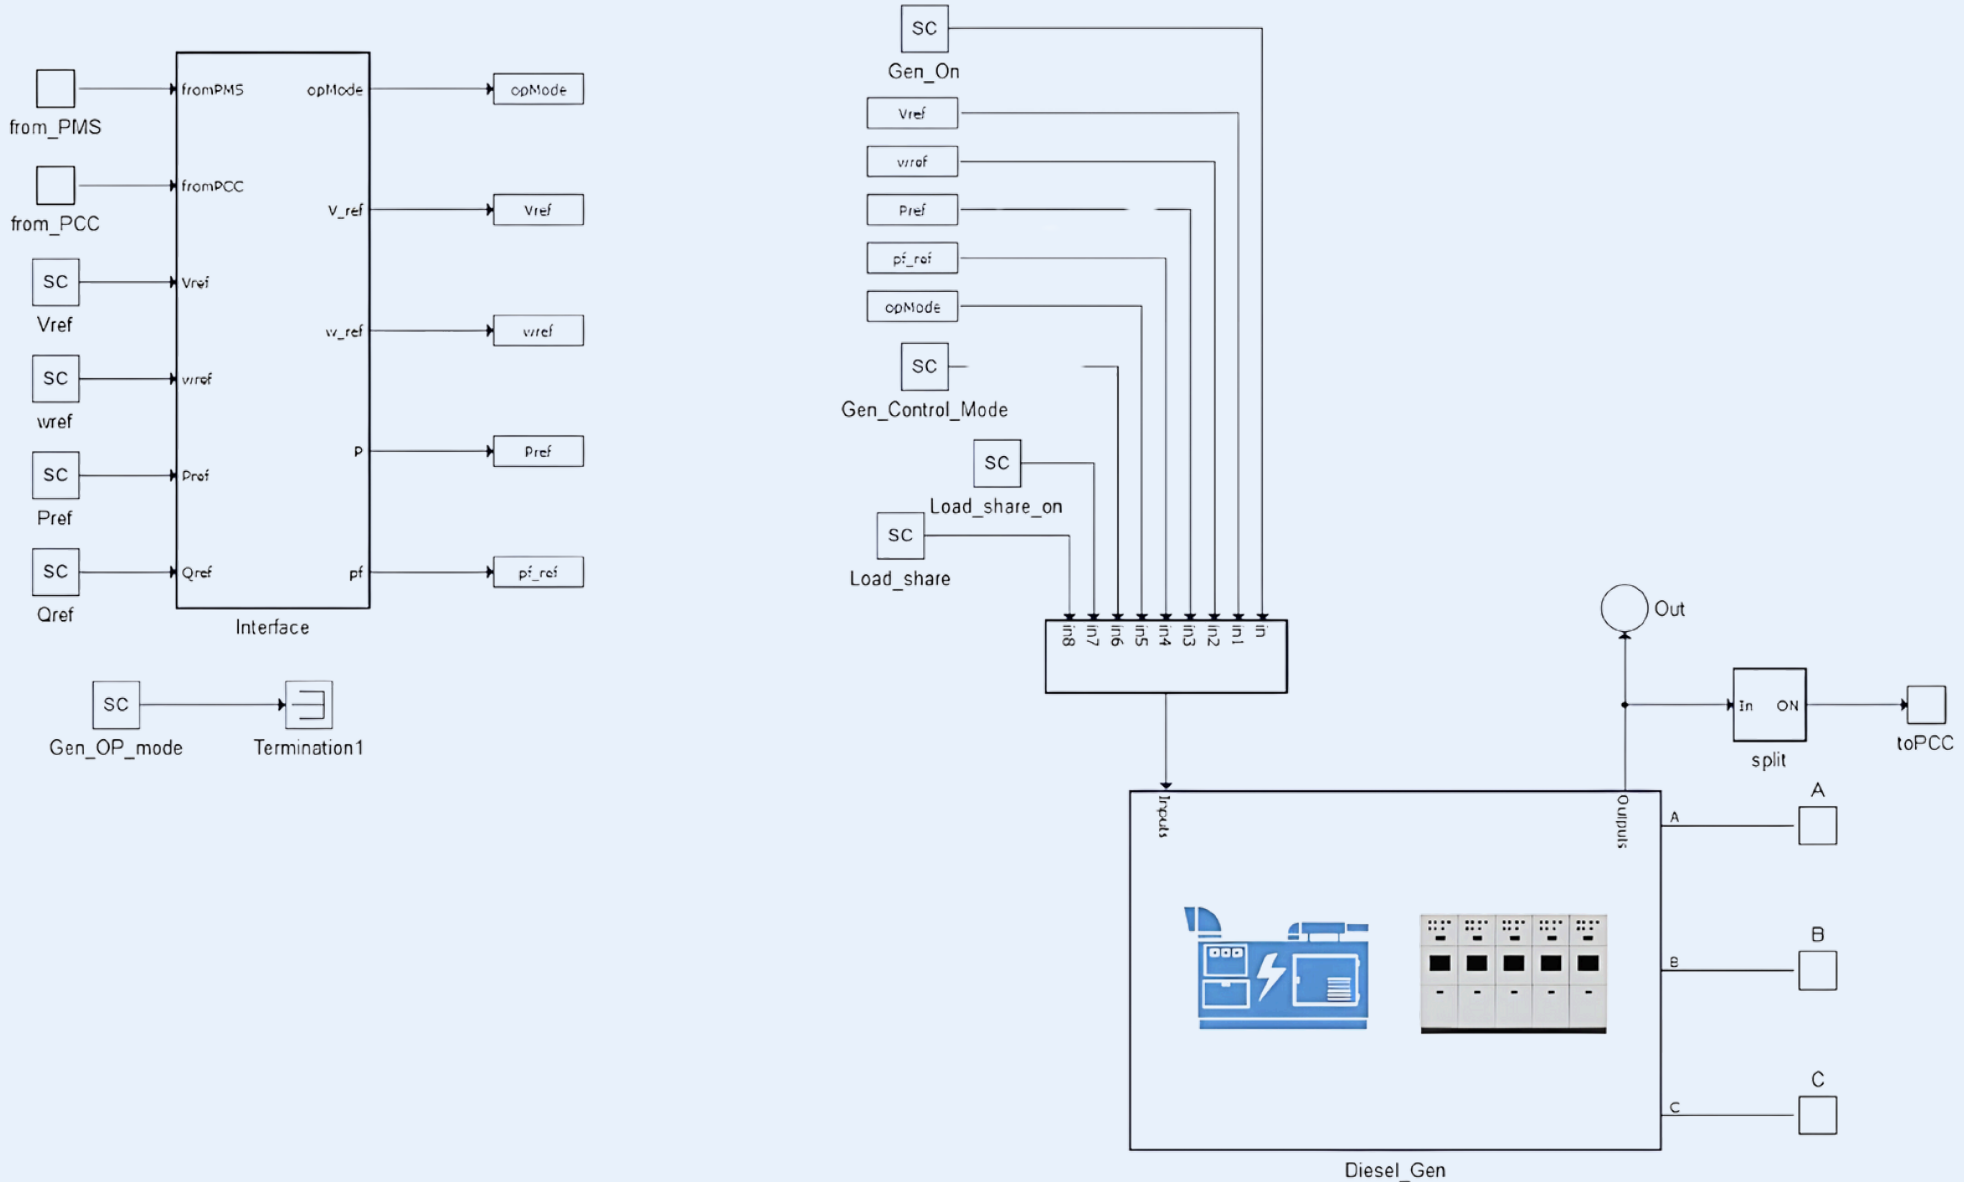 from_PMS
from_PCC
SC
Vref
SC
wref
SC
Pref
SC
Qref
fromPMS
fromPCC
Vref
wref
Pref
Qref
opMode
V_ref
w_ref
P
pf
Interface
opMode
Vref
wref
Pref
pf_ref
SC
Gen_OP_mode
Termination1
SC
Gen_On
Vref
wref
Pref
pf_ref
opMode
SC
Gen_Control_Mode
SC
Load_share_on
SC
Load_share
in8
in7
in6
in5
in4
in3
in2
in1
in
Inputs
Outputs
Out
In ON
split
toPCC
A
A
B
B
C
C
Diesel_Gen